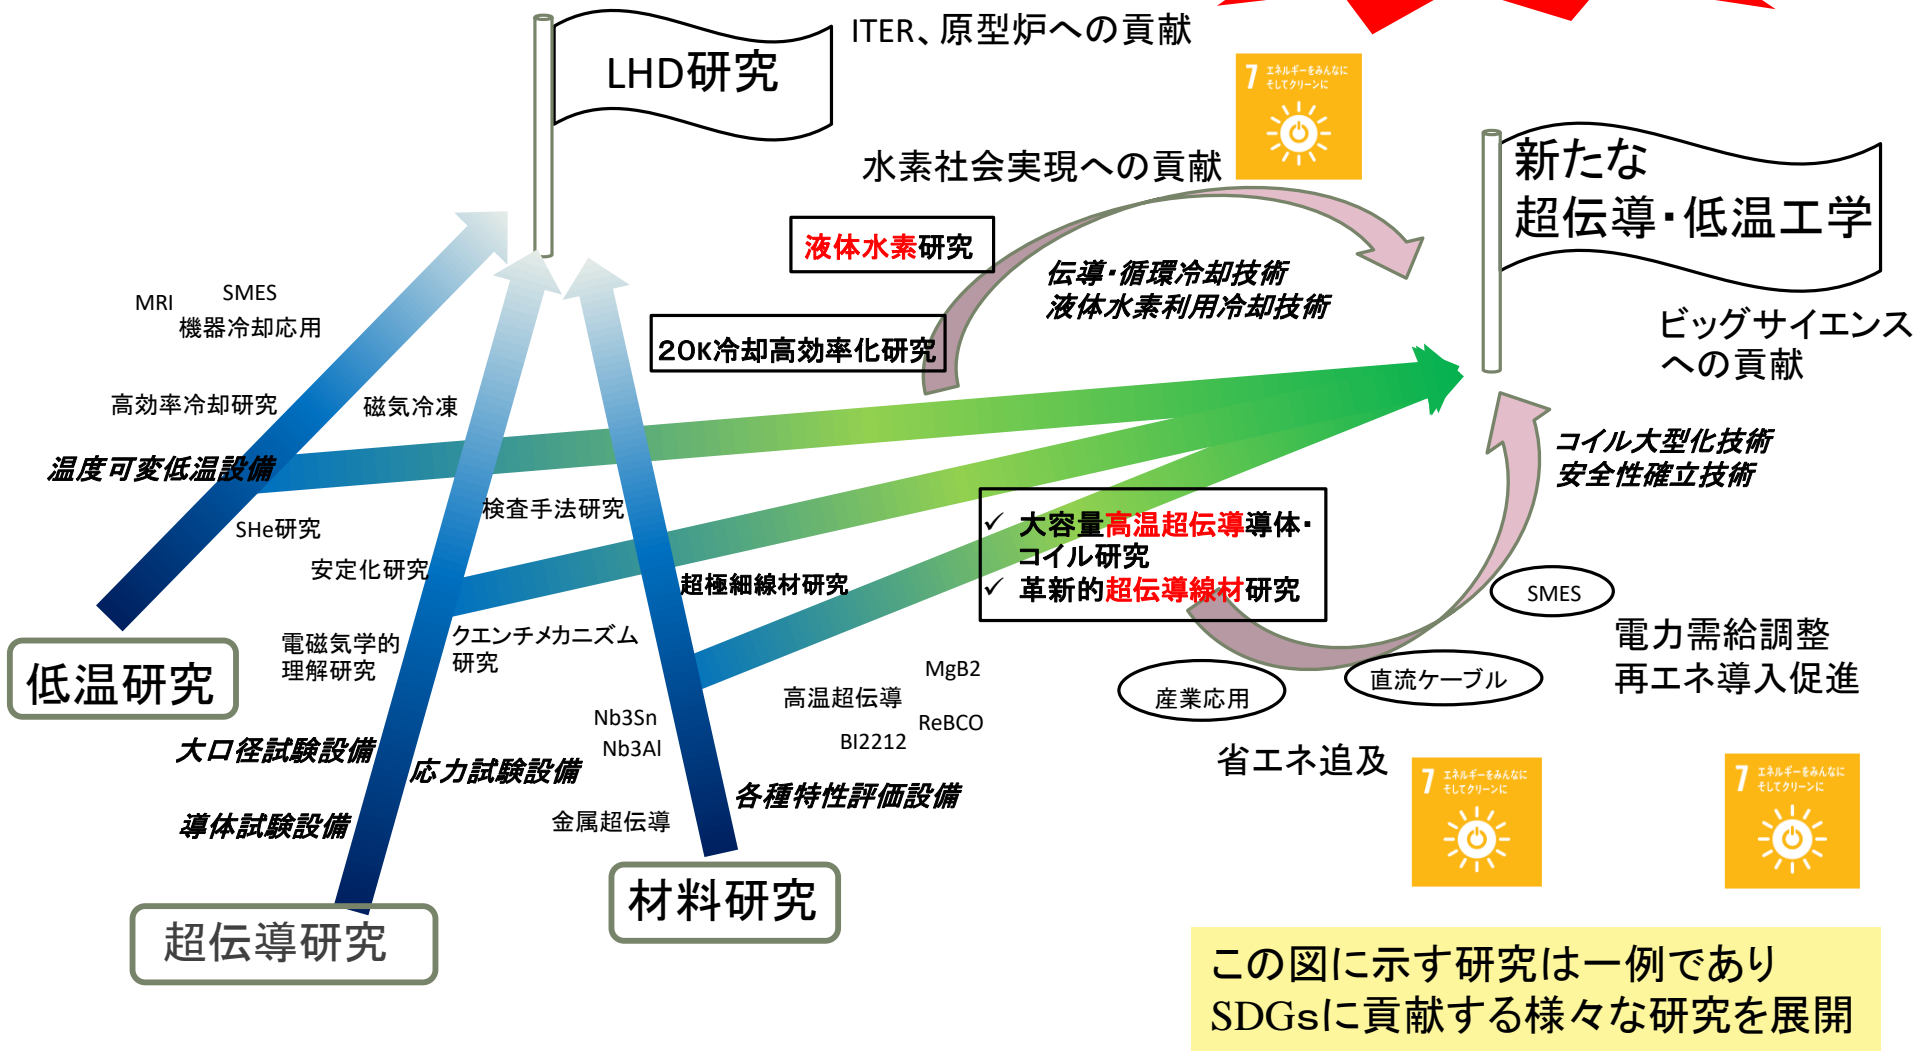 ITER、原型炉への貢献
LHD研究
7 エネルギーをみんなに
そしてクリーンに
水素社会実現への貢献
新たな
超伝導・低温工学
液体水素研究
伝導・循環冷却技術
液体水素利用冷却技術
MRI
SMES
機器冷却応用
20K冷却高効率化研究
ビッグサイエンス
への貢献
高効率冷却研究
磁気冷凍
温度可変低温設備
コイル大型化技術
安全性確立技術
検査手法研究
SHe研究
安定化研究
✓ 大容量高温超伝導導体・
コイル研究
✓ 革新的超伝導線材研究
超極細線材研究
SMES
低温研究
電磁気学的
理解研究
クエンチメカニズム
研究
電力需給調整
再エネ導入促進
MgB2
高温超伝導
ReBCO
BI2212
産業応用
直流ケーブル
Nb3Sn
Nb3Al
大口径試験設備
応力試験設備
各種特性評価設備
省エネ追及
導体試験設備
金属超伝導
7 エネルギーをみんなに
そしてクリーンに
7 エネルギーをみんなに
そしてクリーンに
材料研究
超伝導研究
この図に示す研究は一例であり
SDGsに貢献する様々な研究を展開